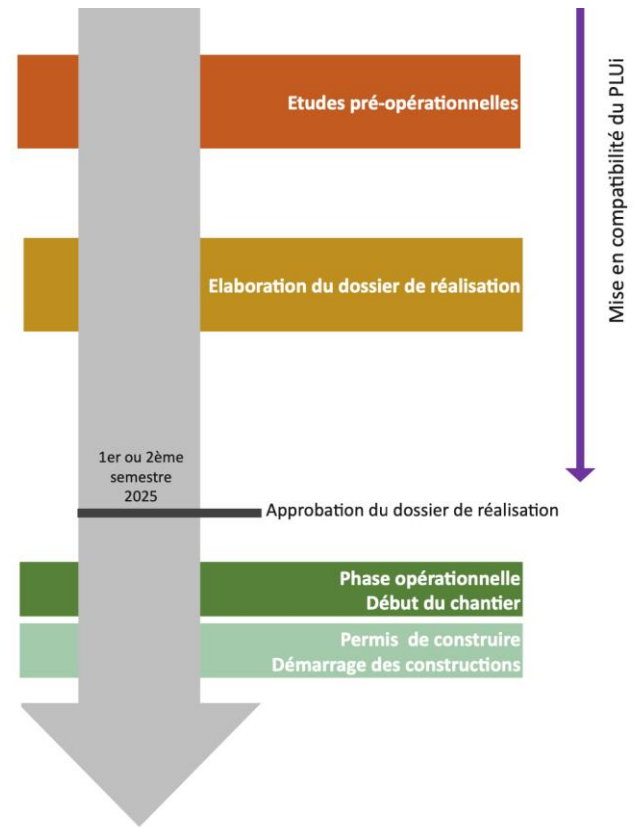 Etudes pré-opérationnelles
Mise en compatibilité du PLUi
Elaboration du dossier de réalisation
1er ou 2ème
semestre
2025
Approbation du dossier de réalisation
Phase opérationnelle
Début du chantier
Permis de construire
Démarrage des constructions